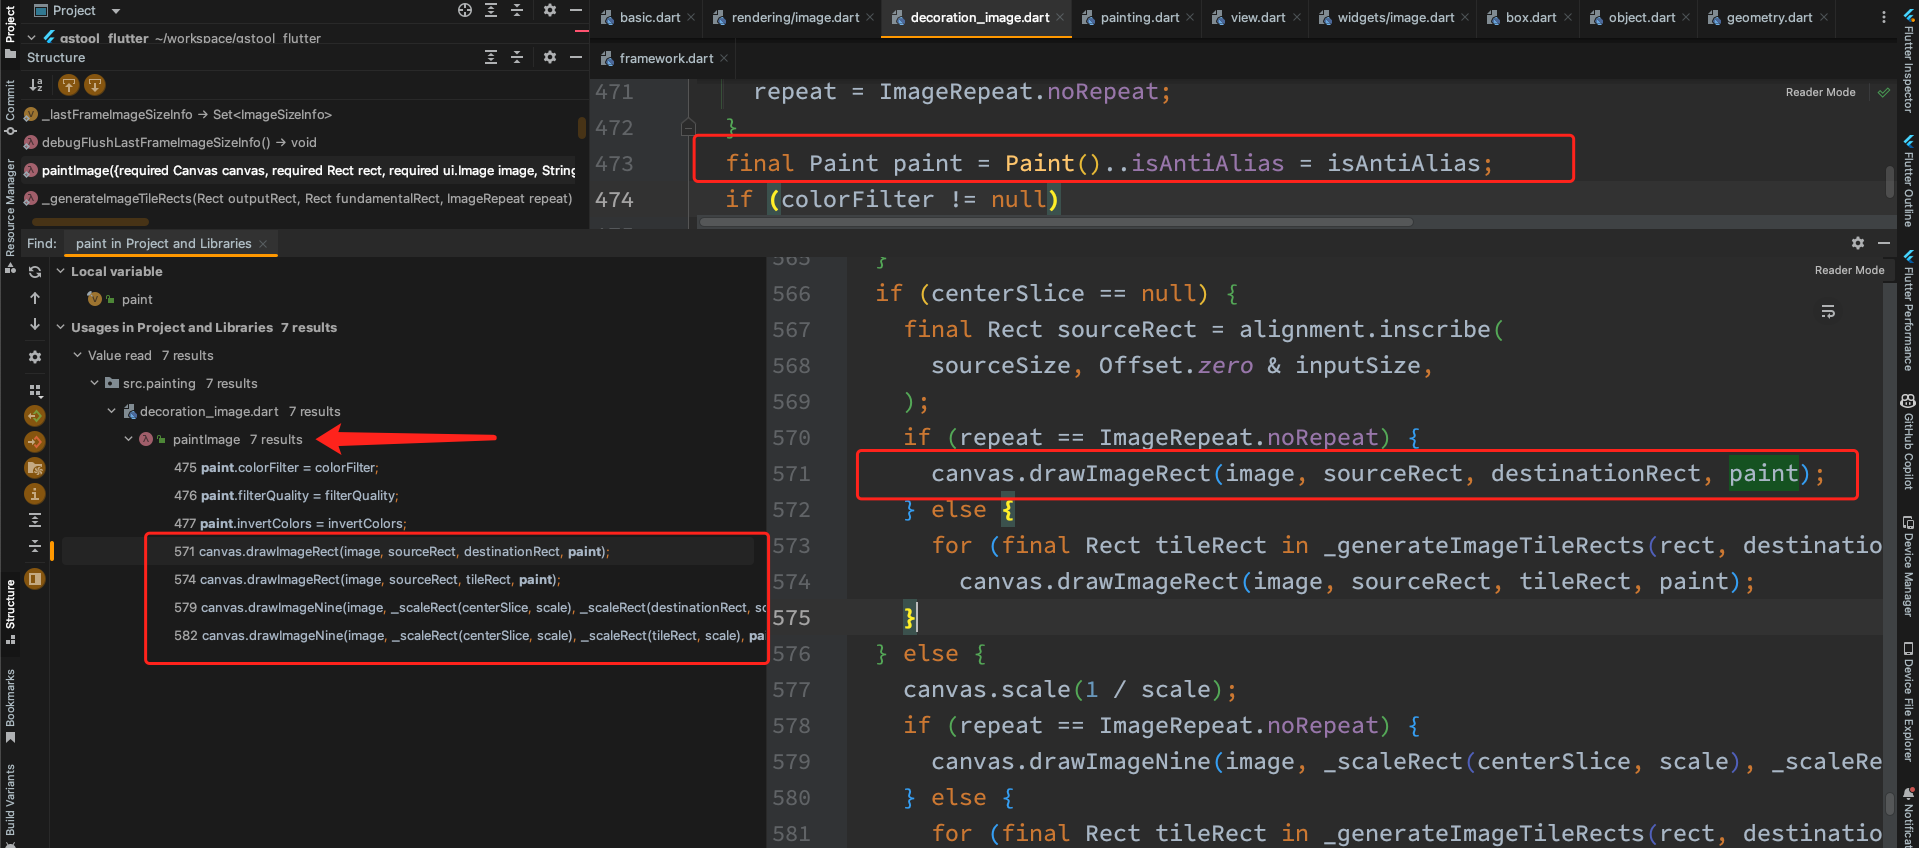 Project
gstool_flutter ~/workspace/gstool_flutter
Structure
_lastFrameImageSizeInfo → Set<ImageSizeInfo>
debugFlushLastFrameImageSizeInfo() → void
paintImage({required Canvas canvas, required Rect rect, required ui.Image image, String
_generateImageTileRects(Rect outputRect, Rect fundamentalRect, ImageRepeat repeat)
basic.dart
rendering/image.dart
decoration_image.dart
painting.dart
view.dart
widgets/image.dart
box.dart
object.dart
geometry.dart
framework.dart
Reader Mode
471 repeat = ImageRepeat.noRepeat;
472 }
473 final Paint paint = Paint()..isAntiAlias = isAntiAlias;
474 if (colorFilter != null)
Find: paint in Project and Libraries
Local variable
paint
Usages in Project and Libraries 7 results
Value read 7 results
src.painting 7 results
decoration_image.dart 7 results
paintImage 7 results
475 paint.colorFilter = colorFilter;
476 paint.filterQuality = filterQuality;
477 paint.invertColors = invertColors;
571 canvas.drawImageRect(image, sourceRect, destinationRect, paint);
574 canvas.drawImageRect(image, sourceRect, tileRect, paint);
579 canvas.drawImageNine(image, _scaleRect(centerSlice, scale), _scaleRect(destinationRect, sc
582 canvas.drawImageNine(image, _scaleRect(centerSlice, scale), _scaleRect(tileRect, scale), pai
Reader Mode
565 }
566 if (centerSlice == null) {
567 final Rect sourceRect = alignment.inscribe(
568 sourceSize, Offset.zero & inputSize,
569 );
570 if (repeat == ImageRepeat.noRepeat) {
571 canvas.drawImageRect(image, sourceRect, destinationRect, paint);
572 } else {
573 for (final Rect tileRect in _generateImageTileRects(rect, destinatio
574 canvas.drawImageRect(image, sourceRect, tileRect, paint);
575 }
576 } else {
577 canvas.scale(1 / scale);
578 if (repeat == ImageRepeat.noRepeat) {
579 canvas.drawImageNine(image, _scaleRect(centerSlice, scale), _scaleRe
580 } else {
581 for (final Rect tileRect in _generateImageTileRects(rect, destinatio
Project
Commit
Resource Manager
Structure
Bookmarks
Build Variants
Flutter Inspector
Flutter Outline
Flutter Performance
GitHub Copilot
Device Manager
Device File Explorer
Notificat